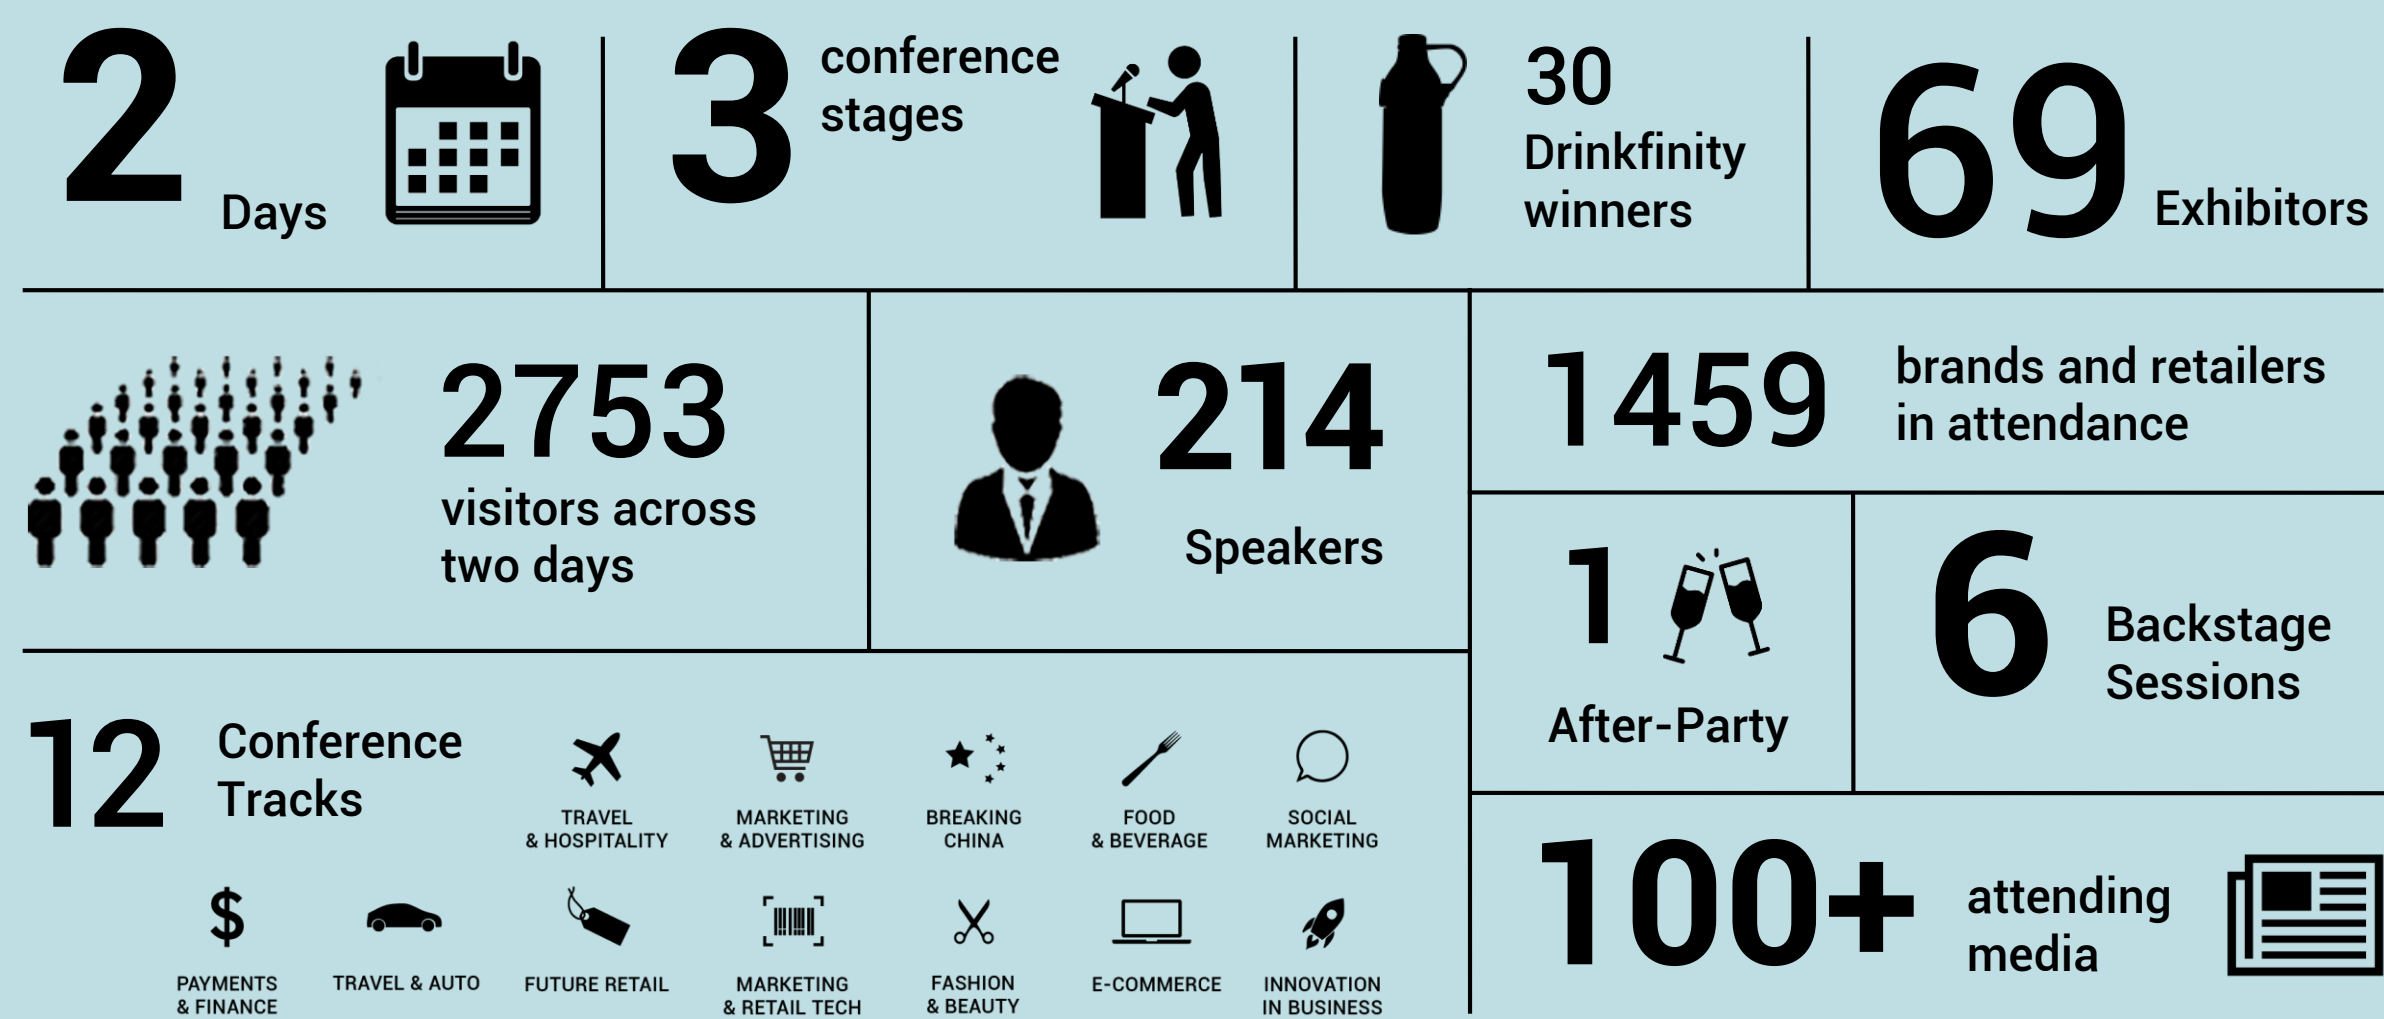 2
Days
3
conference
stages
30
Drinkfinity
winners
69
Exhibitors
2753
visitors across
two days
214
Speakers
1459
brands and retailers
in attendance
1
After-Party
6
Backstage
Sessions
12
Conference
Tracks
TRAVEL
& HOSPITALITY
MARKETING
& ADVERTISING
BREAKING
CHINA
FOOD
& BEVERAGE
SOCIAL
MARKETING
$
PAYMENTS
& FINANCE
TRAVEL & AUTO
FUTURE RETAIL
MARKETING
& RETAIL TECH
FASHION
& BEAUTY
E-COMMERCE
INNOVATION
IN BUSINESS
100+
attending
media